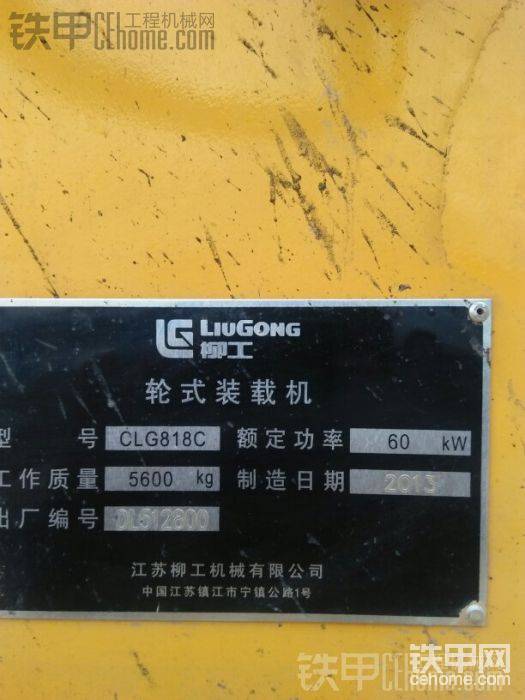 铁甲 CE 工程机械网
cehome.com
LIUGONG
柳工
轮式装载机
型 号 CLG818C 额定功率 60 kW
工作质量 5600 kg 制造日期 2013
出厂编号
江苏柳工机械有限公司
中国江苏镇江市宁镇公路1号
铁甲网
cehome.com